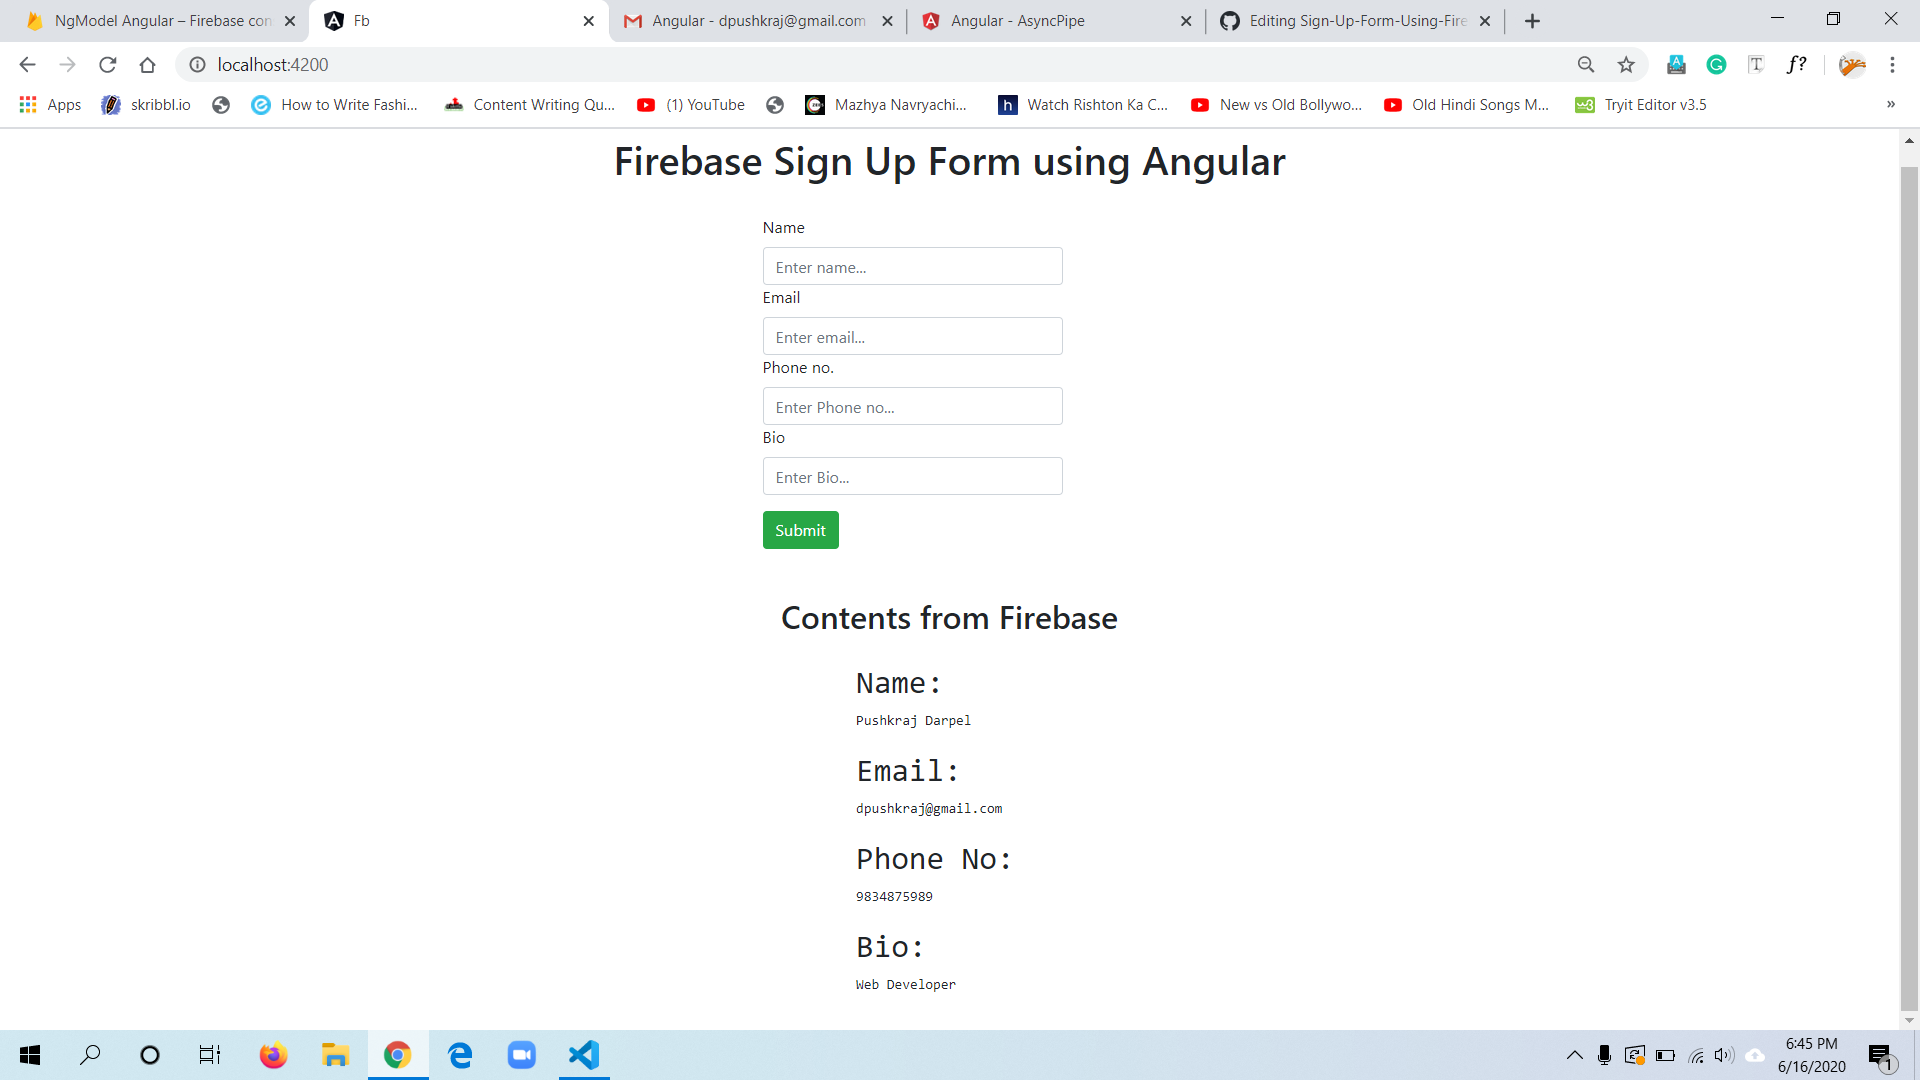 NgModel Angular – Firebase con
Fb
Angular - dpushkraj@gmail.com
Angular - AsyncPipe
Editing Sign-Up-Form-Using-Fire
localhost:4200
f?
Apps
skribbl.io
How to Write Fashi...
Content Writing Qu...
(1) YouTube
Mazhya Navryachi...
Watch Rishton Ka C...
New vs Old Bollywo...
Old Hindi Songs M...
Tryit Editor v3.5
»
Firebase Sign Up Form using Angular
Name
Enter name...
Email
Enter email...
Phone no.
Enter Phone no...
Bio
Enter Bio...
Submit
Contents from Firebase
Name:
Pushkraj Darpel
Email:
dpushkraj@gmail.com
Phone No:
9834875989
Bio:
Web Developer
6:45 PM
6/16/2020
1